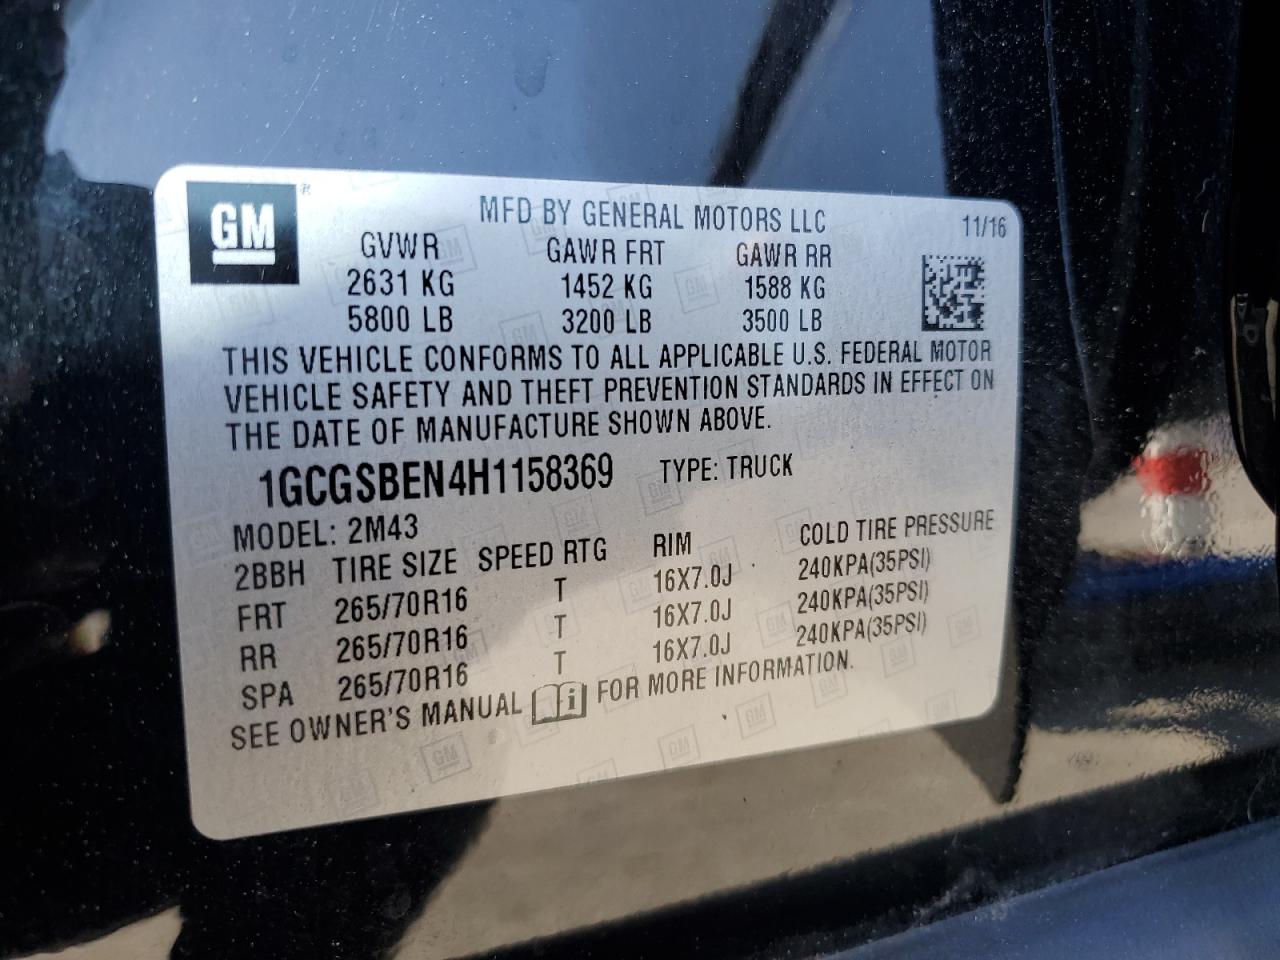 GM ®
MFD BY GENERAL MOTORS LLC 11/16
GVWR GAWR FRT GAWR RR
2631 KG 1452 KG 1588 KG
5800 LB 3200 LB 3500 LB
THIS VEHICLE CONFORMS TO ALL APPLICABLE U.S. FEDERAL MOTOR
VEHICLE SAFETY AND THEFT PREVENTION STANDARDS IN EFFECT ON
THE DATE OF MANUFACTURE SHOWN ABOVE.
1GCGSBEN4H1158369 TYPE: TRUCK
MODEL: 2M43
2BBH TIRE SIZE SPEED RTG RIM COLD TIRE PRESSURE
FRT 265/70R16 T 16X7.0J 240KPA(35PSI)
RR 265/70R16 T 16X7.0J 240KPA(35PSI)
SPA 265/70R16 T 16X7.0J 240KPA(35PSI)
SEE OWNER'S MANUAL i FOR MORE INFORMATION.